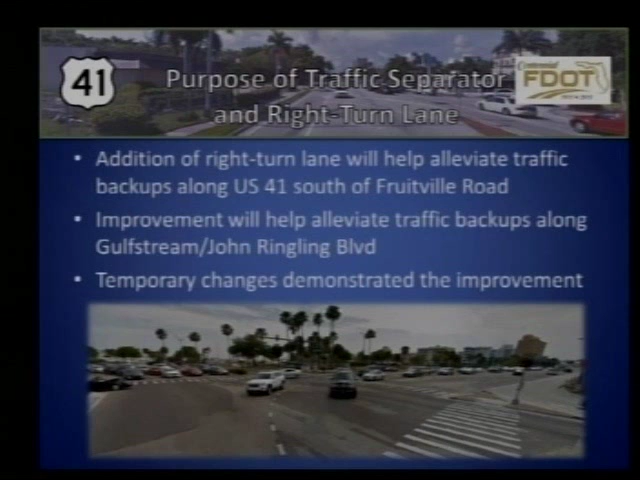 41
Purpose of Traffic Separator
and Right-Turn Lane
Centennial
FDOT
• Addition of right-turn lane will help alleviate traffic
backups along US 41 south of Fruitville Road
• Improvement will help alleviate traffic backups along
Gulfstream/John Ringling Blvd
• Temporary changes demonstrated the improvement